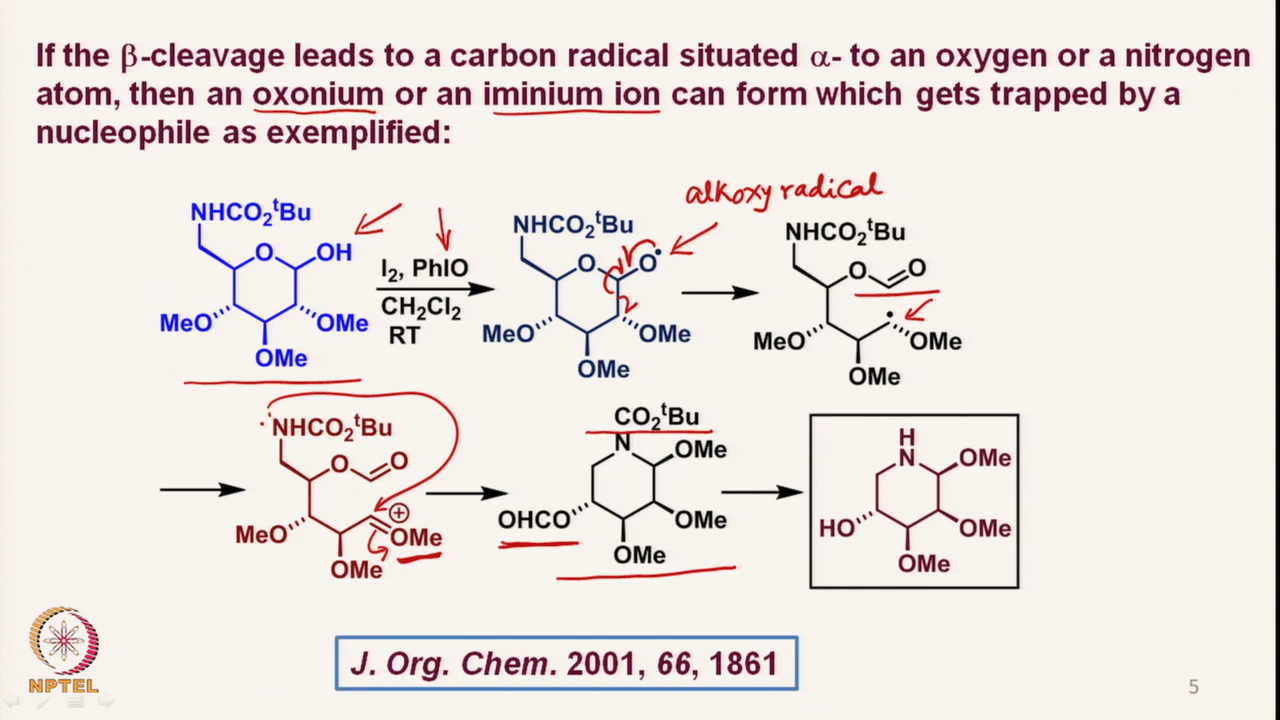 If the β-cleavage leads to a carbon radical situated α- to an oxygen or a nitrogen
atom, then an oxonium or an iminium ion can form which gets trapped by a
nucleophile as exemplified:
alkoxy radical
NHCO₂ᵗBu
O
OH
MeO
OMe
OMe
I₂, PhIO
CH₂Cl₂
RT
NHCO₂ᵗBu
O
O•
MeO
OMe
OMe
NHCO₂ᵗBu
O
O
MeO
OMe
OMe
NHCO₂ᵗBu
O
O
MeO
⊕
OMe
OMe
CO₂ᵗBu
N
OMe
OHCO
OMe
OMe
H
N
OMe
HO
OMe
OMe
J. Org. Chem. 2001, 66, 1861
NPTEL
5